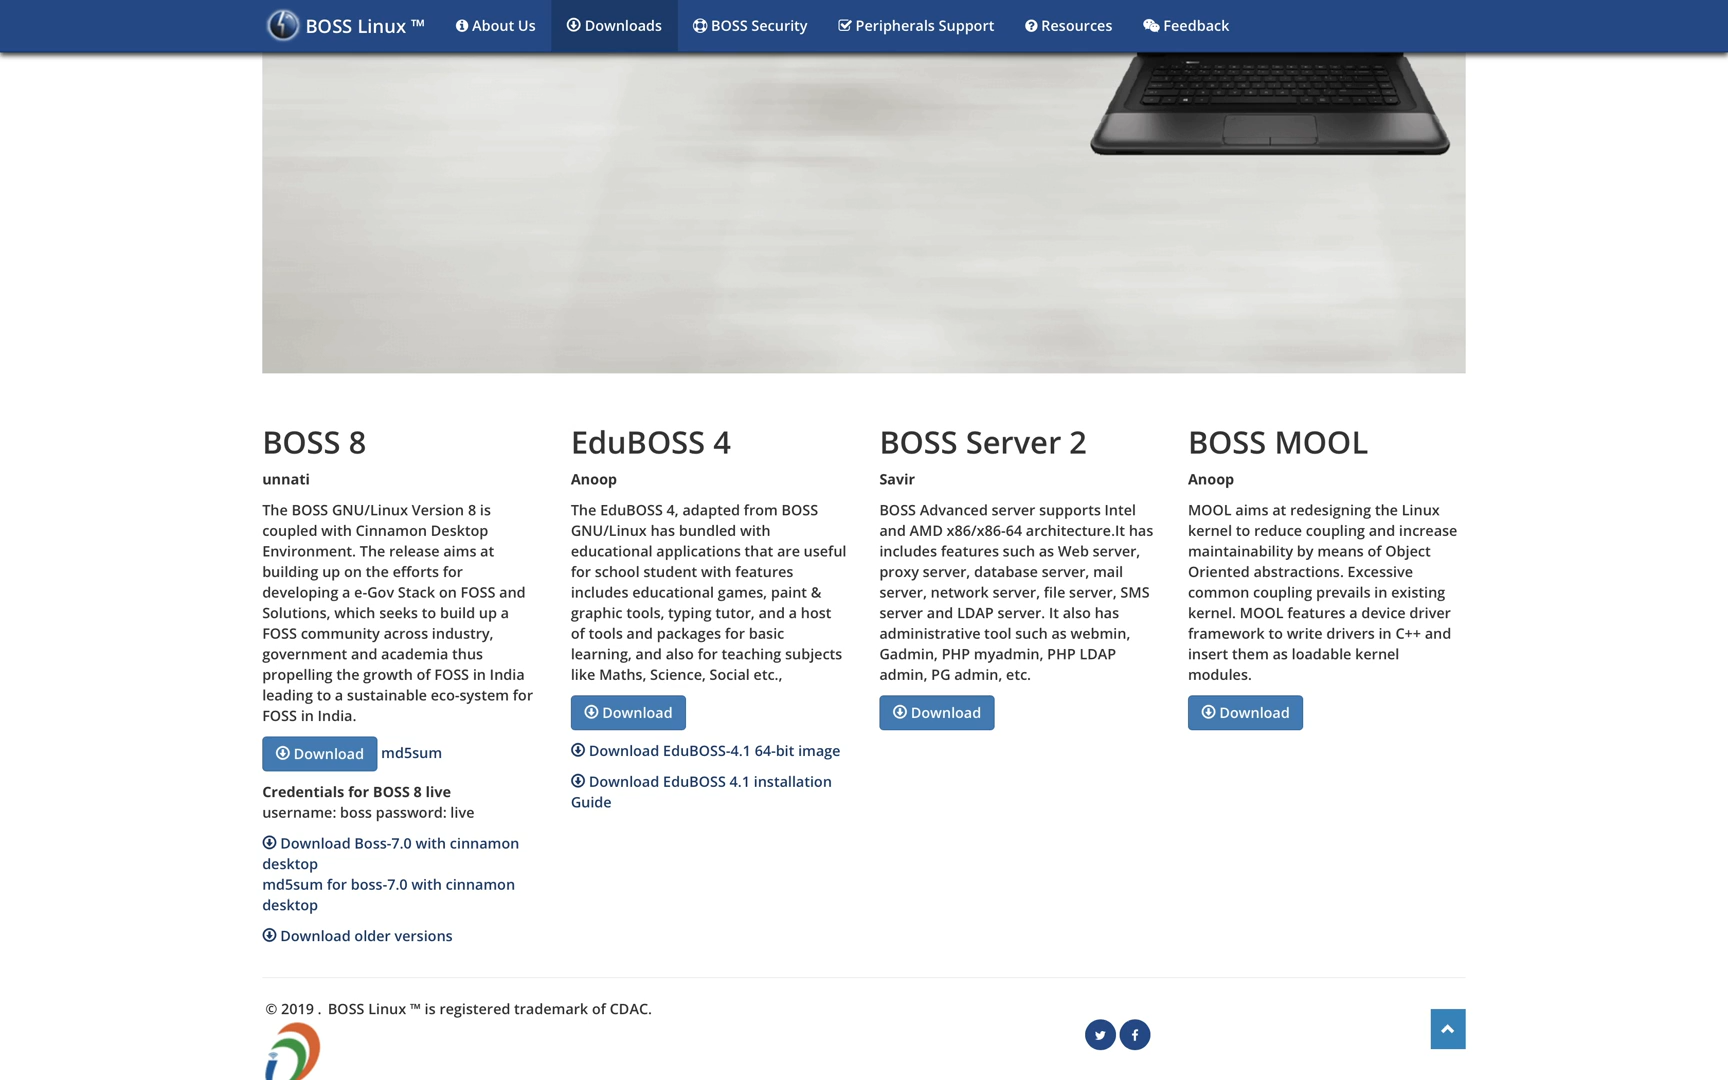 BOSS Linux ™
About Us
Downloads
BOSS Security
Peripherals Support
Resources
Feedback
BOSS 8
unnati
The BOSS GNU/Linux Version 8 is
coupled with Cinnamon Desktop
Environment. The release aims at
building up on the efforts for
developing a e-Gov Stack on FOSS and
Solutions, which seeks to build up a
FOSS community across industry,
government and academia thus
propelling the growth of FOSS in India
leading to a sustainable eco-system for
FOSS in India.
Download md5sum
Credentials for BOSS 8 live
username: boss password: live
Download Boss-7.0 with cinnamon
desktop
md5sum for boss-7.0 with cinnamon
desktop
Download older versions
EduBOSS 4
Anoop
The EduBOSS 4, adapted from BOSS
GNU/Linux has bundled with
educational applications that are useful
for school student with features
includes educational games, paint &
graphic tools, typing tutor, and a host
of tools and packages for basic
learning, and also for teaching subjects
like Maths, Science, Social etc.,
Download
Download EduBOSS-4.1 64-bit image
Download EduBOSS 4.1 installation
Guide
BOSS Server 2
Savir
BOSS Advanced server supports Intel
and AMD x86/x86-64 architecture.It has
includes features such as Web server,
proxy server, database server, mail
server, network server, file server, SMS
server and LDAP server. It also has
administrative tool such as webmin,
Gadmin, PHP myadmin, PHP LDAP
admin, PG admin, etc.
Download
BOSS MOOL
Anoop
MOOL aims at redesigning the Linux
kernel to reduce coupling and increase
maintainability by means of Object
Oriented abstractions. Excessive
common coupling prevails in existing
kernel. MOOL features a device driver
framework to write drivers in C++ and
insert them as loadable kernel
modules.
Download
© 2019 . BOSS Linux ™ is registered trademark of CDAC.